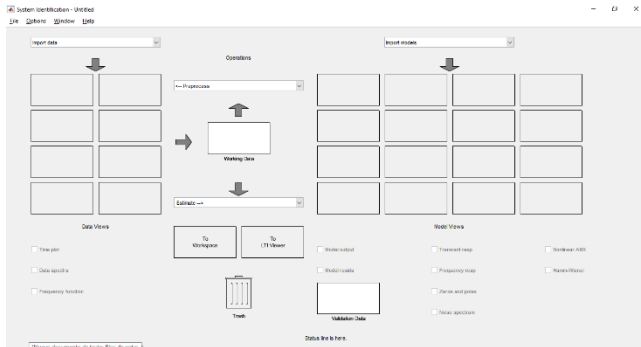 System Identification - Untitled
File Options Window Help
Import data
Import models
Operations
<-- Preprocess
Working Data
Estimate -->
Data Views
To
Workspace
To
LTI Viewer
Model Views
Time plot
Data spectra
Frequency function
Model output
Transient resp
Nonlinear ARX
Model resids
Frequency resp
Hamm-Wiener
Zeros and poles
Noise spectrum
Trash
Validation Data
Status line is here.